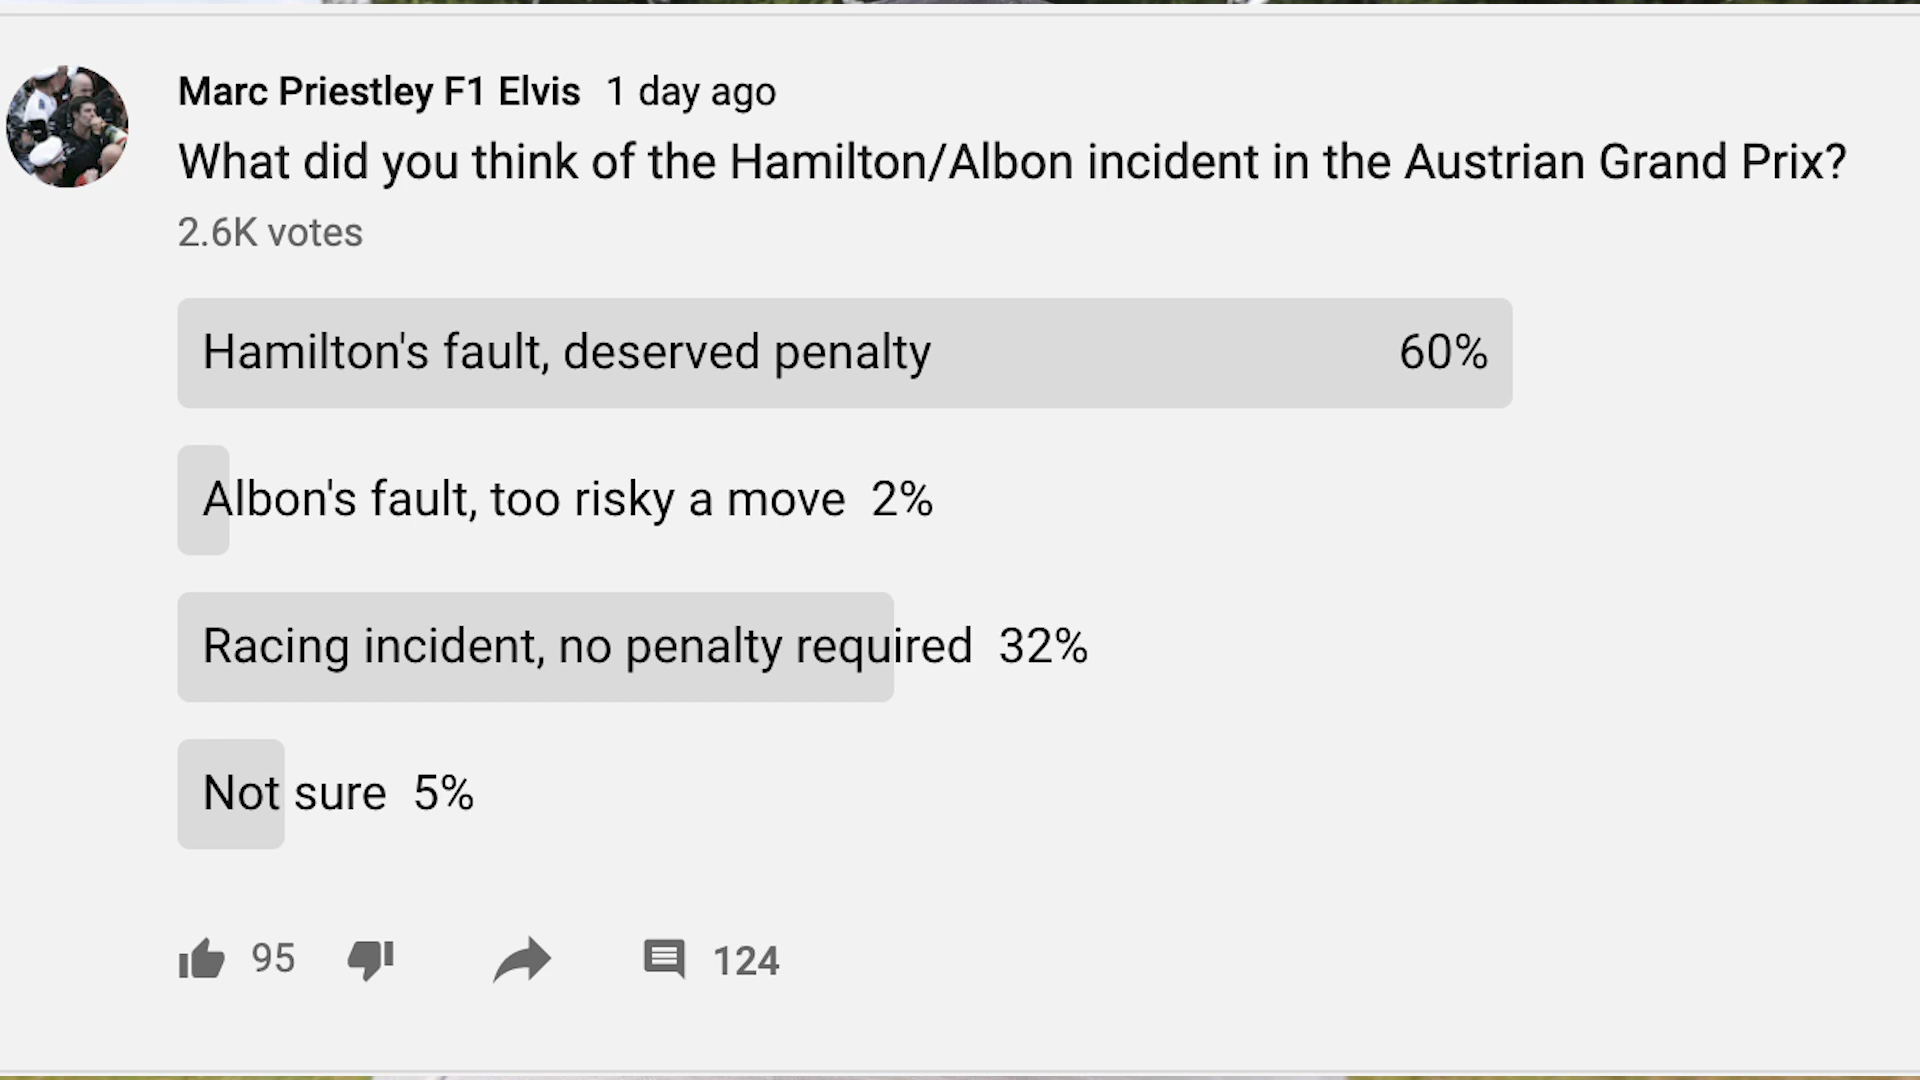 Marc Priestley F1 Elvis 1 day ago
What did you think of the Hamilton/Albon incident in the Austrian Grand Prix?
2.6K votes
Hamilton's fault, deserved penalty 60%
Albon's fault, too risky a move 2%
Racing incident, no penalty required 32%
Not sure 5%
95 124